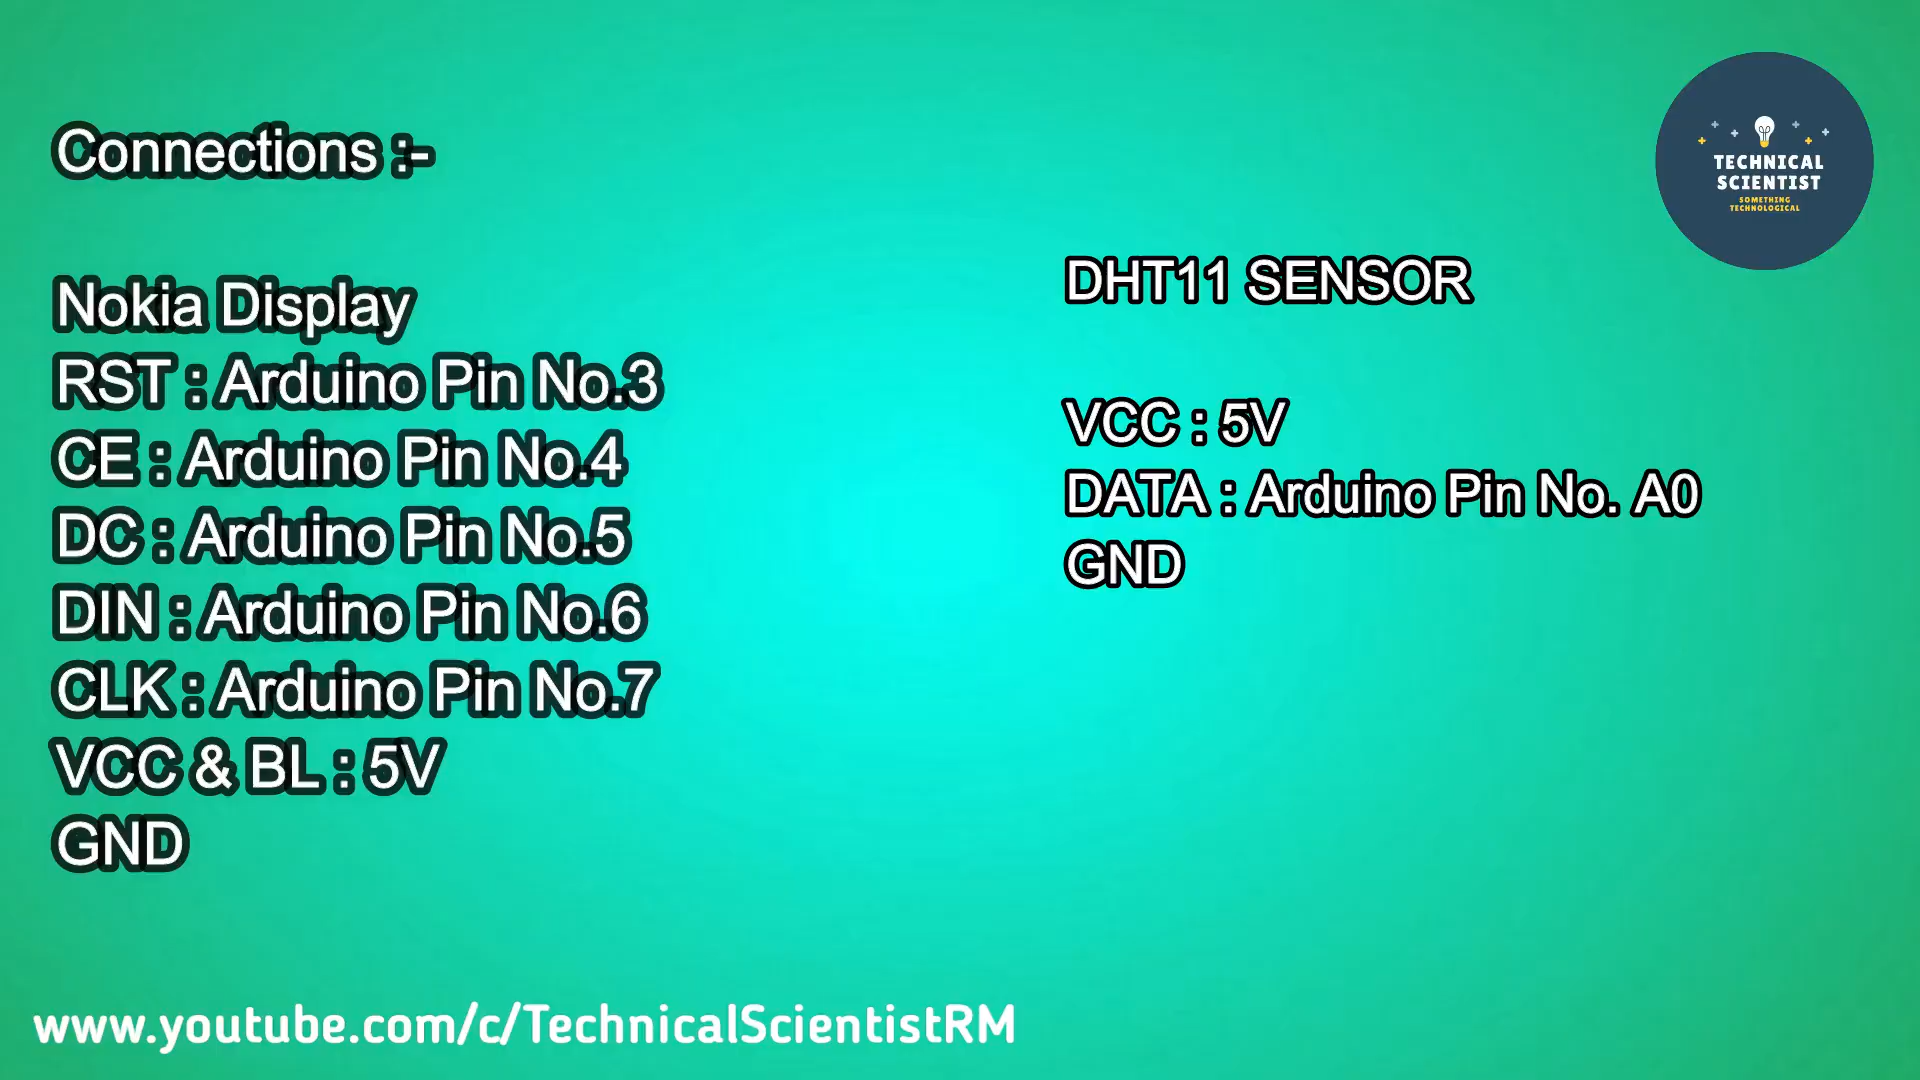 Connections :-
Nokia Display
RST : Arduino Pin No.3
CE : Arduino Pin No.4
DC : Arduino Pin No.5
DIN : Arduino Pin No.6
CLK : Arduino Pin No.7
VCC & BL : 5V
GND
DHT11 SENSOR
VCC : 5V
DATA : Arduino Pin No. A0
GND
TECHNICAL
SCIENTIST
SOMETHING
TECHNOLOGICAL
www.youtube.com/c/TechnicalScientistRM